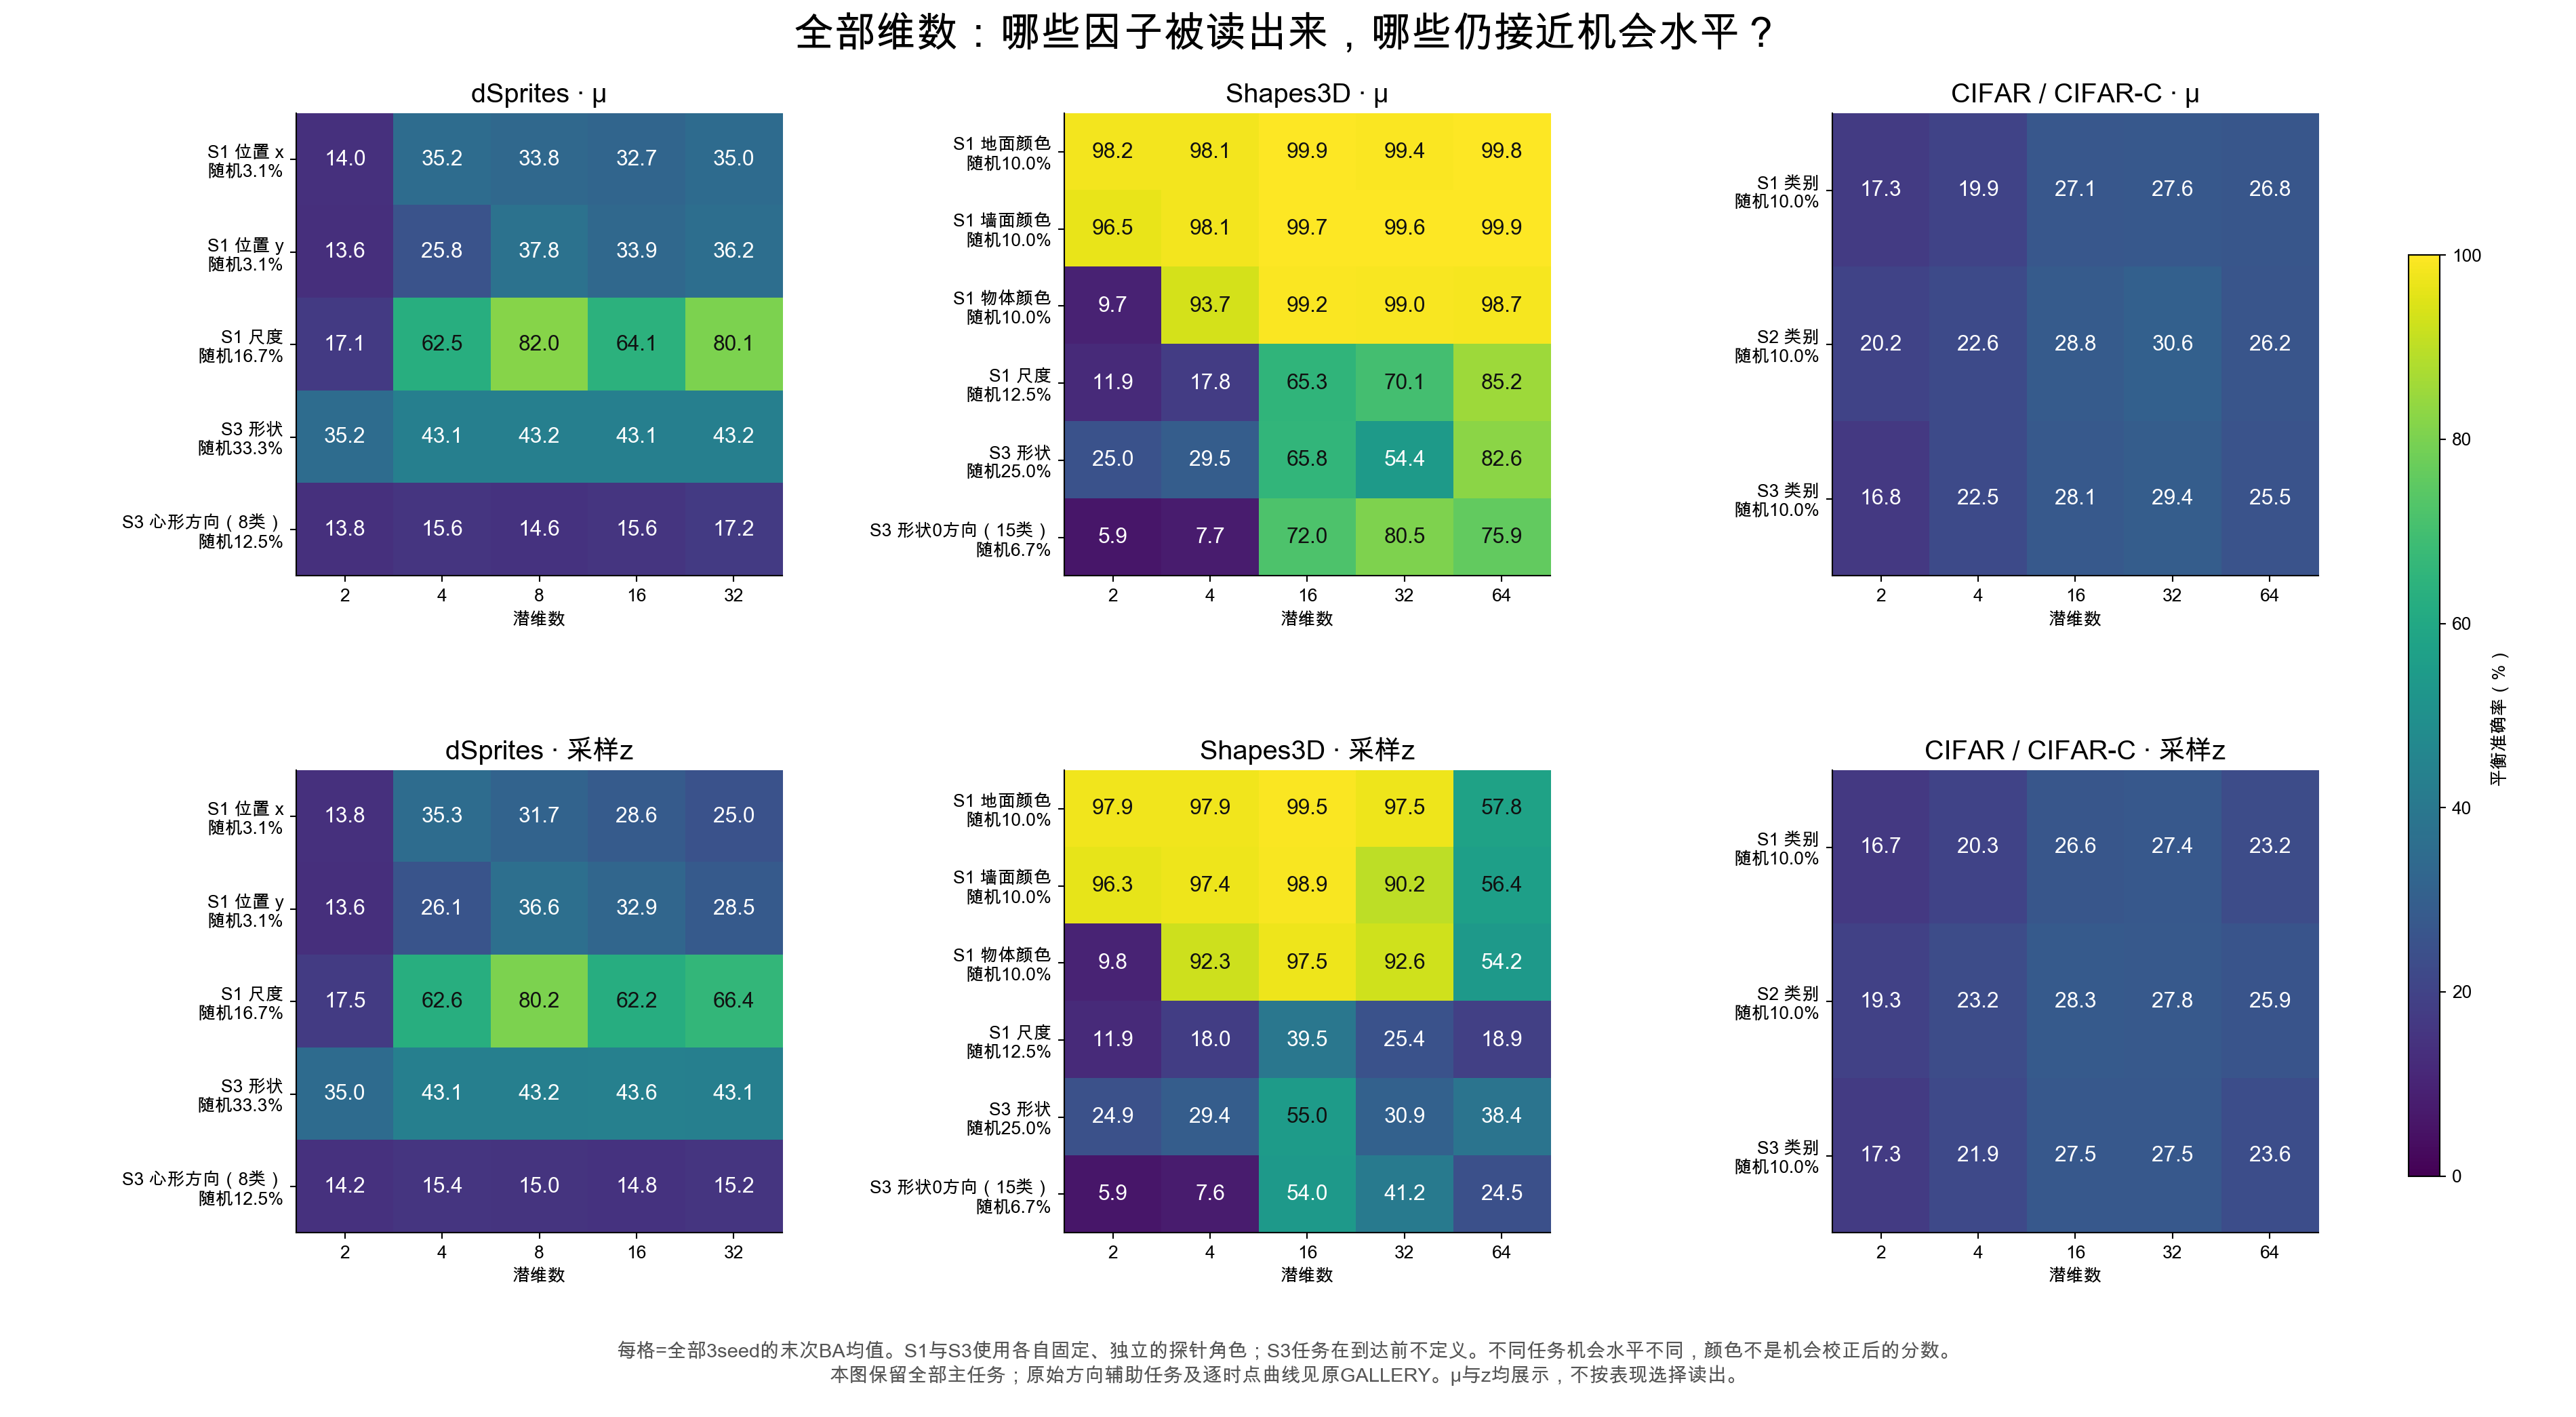 全部维数：哪些因子被读出来，哪些仍接近机会水平？
dSprites · μ
S1 位置 x
随机3.1%
14.0 35.2 33.8 32.7 35.0
S1 位置 y
随机3.1%
13.6 25.8 37.8 33.9 36.2
S1 尺度
随机16.7%
17.1 62.5 82.0 64.1 80.1
S3 形状
随机33.3%
35.2 43.1 43.2 43.1 43.2
S3 心形方向（8类）
随机12.5%
13.8 15.6 14.6 15.6 17.2
2 4 8 16 32
潜维数
Shapes3D · μ
S1 地面颜色
随机10.0%
98.2 98.1 99.9 99.4 99.8
S1 墙面颜色
随机10.0%
96.5 98.1 99.7 99.6 99.9
S1 物体颜色
随机10.0%
9.7 93.7 99.2 99.0 98.7
S1 尺度
随机12.5%
11.9 17.8 65.3 70.1 85.2
S3 形状
随机25.0%
25.0 29.5 65.8 54.4 82.6
S3 形状0方向（15类）
随机6.7%
5.9 7.7 72.0 80.5 75.9
2 4 16 32 64
潜维数
CIFAR / CIFAR-C · μ
S1 类别
随机10.0%
17.3 19.9 27.1 27.6 26.8
S2 类别
随机10.0%
20.2 22.6 28.8 30.6 26.2
S3 类别
随机10.0%
16.8 22.5 28.1 29.4 25.5
2 4 16 32 64
潜维数
dSprites · 采样z
S1 位置 x
随机3.1%
13.8 35.3 31.7 28.6 25.0
S1 位置 y
随机3.1%
13.6 26.1 36.6 32.9 28.5
S1 尺度
随机16.7%
17.5 62.6 80.2 62.2 66.4
S3 形状
随机33.3%
35.0 43.1 43.2 43.6 43.1
S3 心形方向（8类）
随机12.5%
14.2 15.4 15.0 14.8 15.2
2 4 8 16 32
潜维数
Shapes3D · 采样z
S1 地面颜色
随机10.0%
97.9 97.9 99.5 97.5 57.8
S1 墙面颜色
随机10.0%
96.3 97.4 98.9 90.2 56.4
S1 物体颜色
随机10.0%
9.8 92.3 97.5 92.6 54.2
S1 尺度
随机12.5%
11.9 18.0 39.5 25.4 18.9
S3 形状
随机25.0%
24.9 29.4 55.0 30.9 38.4
S3 形状0方向（15类）
随机6.7%
5.9 7.6 54.0 41.2 24.5
2 4 16 32 64
潜维数
CIFAR / CIFAR-C · 采样z
S1 类别
随机10.0%
16.7 20.3 26.6 27.4 23.2
S2 类别
随机10.0%
19.3 23.2 28.3 27.8 25.9
S3 类别
随机10.0%
17.3 21.9 27.5 27.5 23.6
2 4 16 32 64
潜维数
100
80
60
40
20
0
平衡准确率（%）
每格=全部3seed的末次BA均值。S1与S3使用各自固定、独立的探针角色；S3任务在到达前不定义。不同任务机会水平不同，颜色不是机会校正后的分数。
本图保留全部主任务；原始方向辅助任务及逐时点曲线见原GALLERY。μ与z均展示，不按表现选择读出。